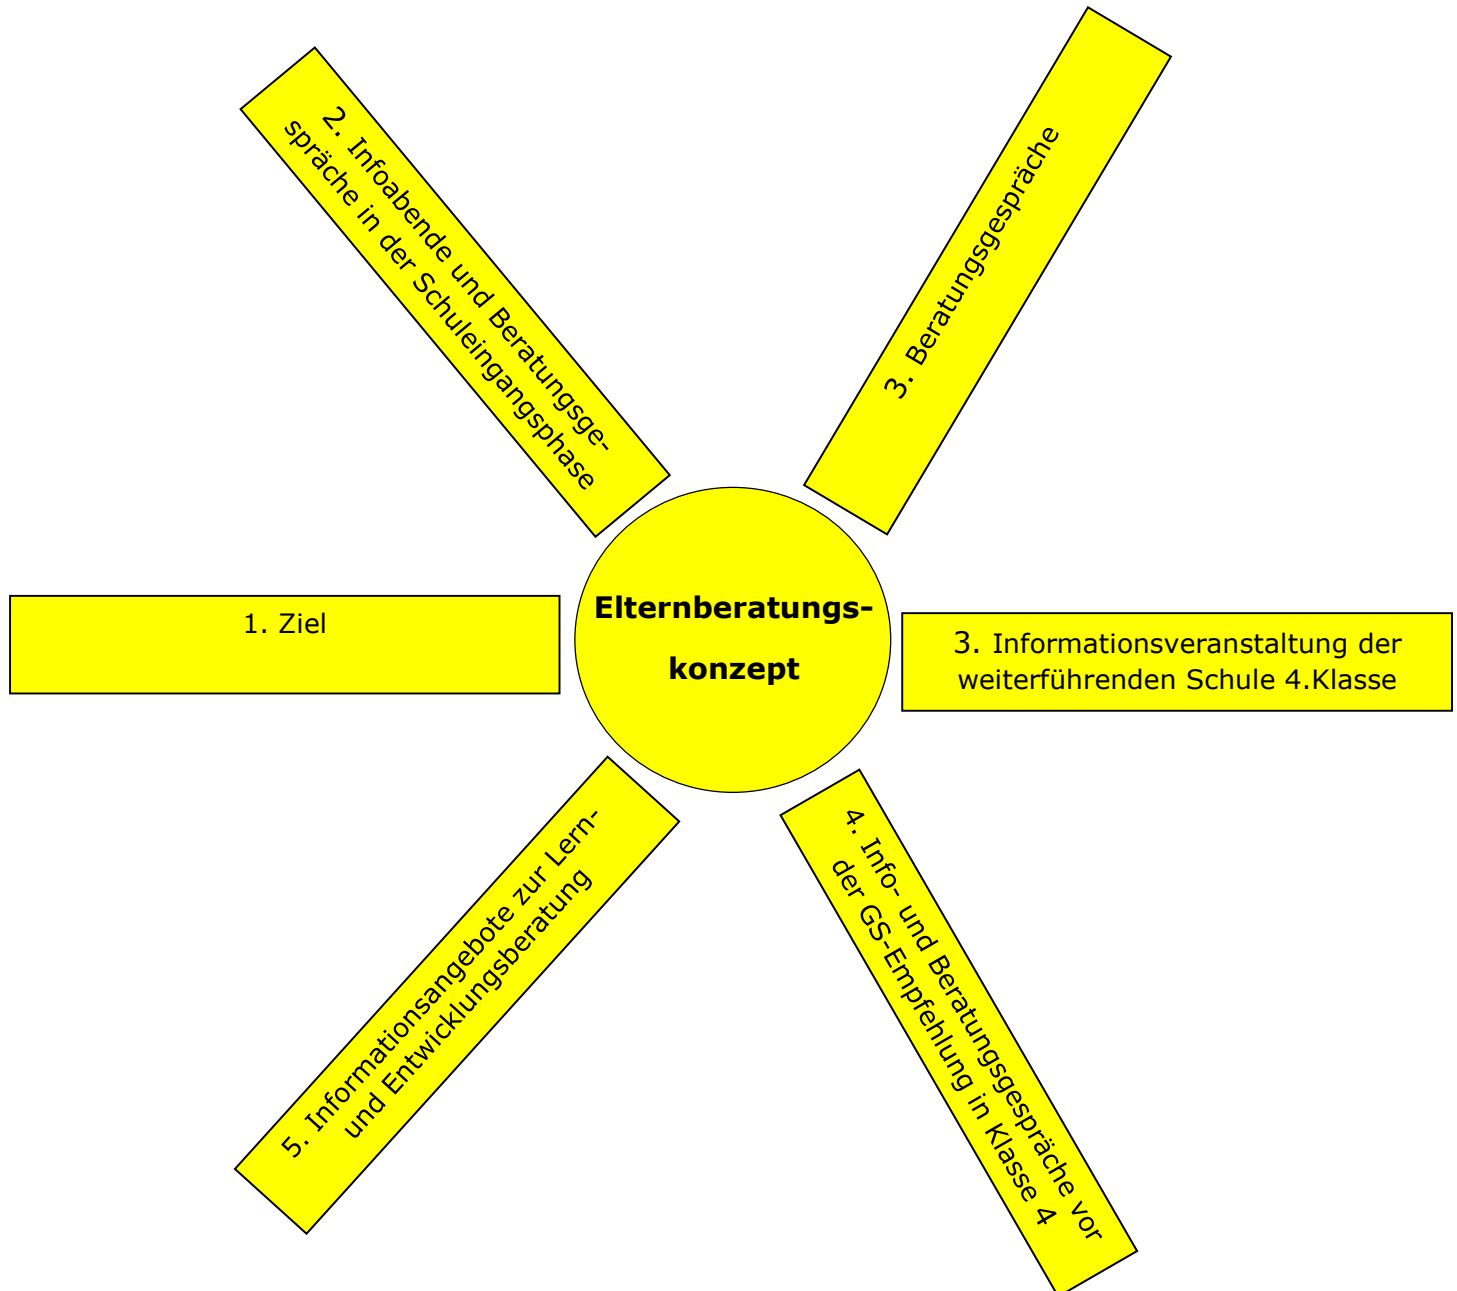 Elternberatungs-
konzept
1. Ziel
2. Infoabende und Beratungsge-
spräche in der Schuleingangsphase
3. Beratungsgespräche
3. Informationsveranstaltung der
weiterführenden Schule 4.Klasse
4. Info- und Beratungsgespräche vor
der GS-Empfehlung in Klasse 4
5. Informationsangebote zur Lern-
und Entwicklungsberatung